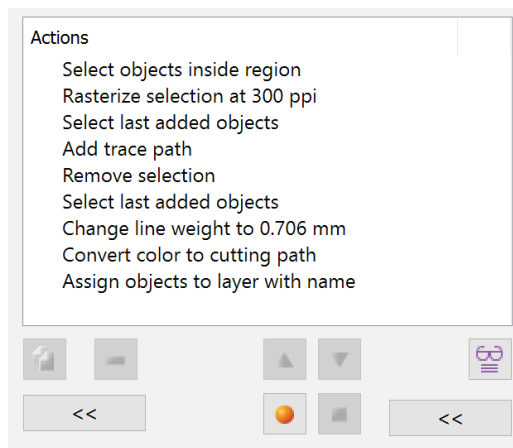 Actions
Select objects inside region
Rasterize selection at 300 ppi
Select last added objects
Add trace path
Remove selection
Select last added objects
Change line weight to 0.706 mm
Convert color to cutting path
Assign objects to layer with name
<< <<